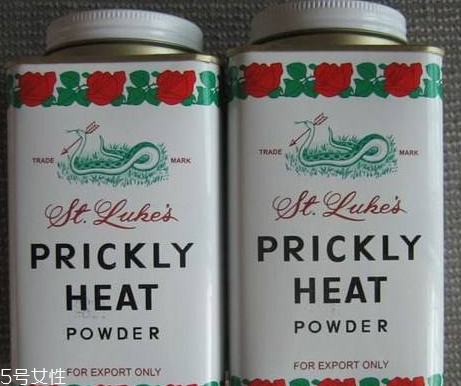 TRADE MARK
St. Luke's
PRICKLY
HEAT
POWDER
FOR EXPORT ONLY
TRADE MARK
St. Luke's
PRICKLY
HEAT
POWDER
FOR EXPORT ONLY
5号女性